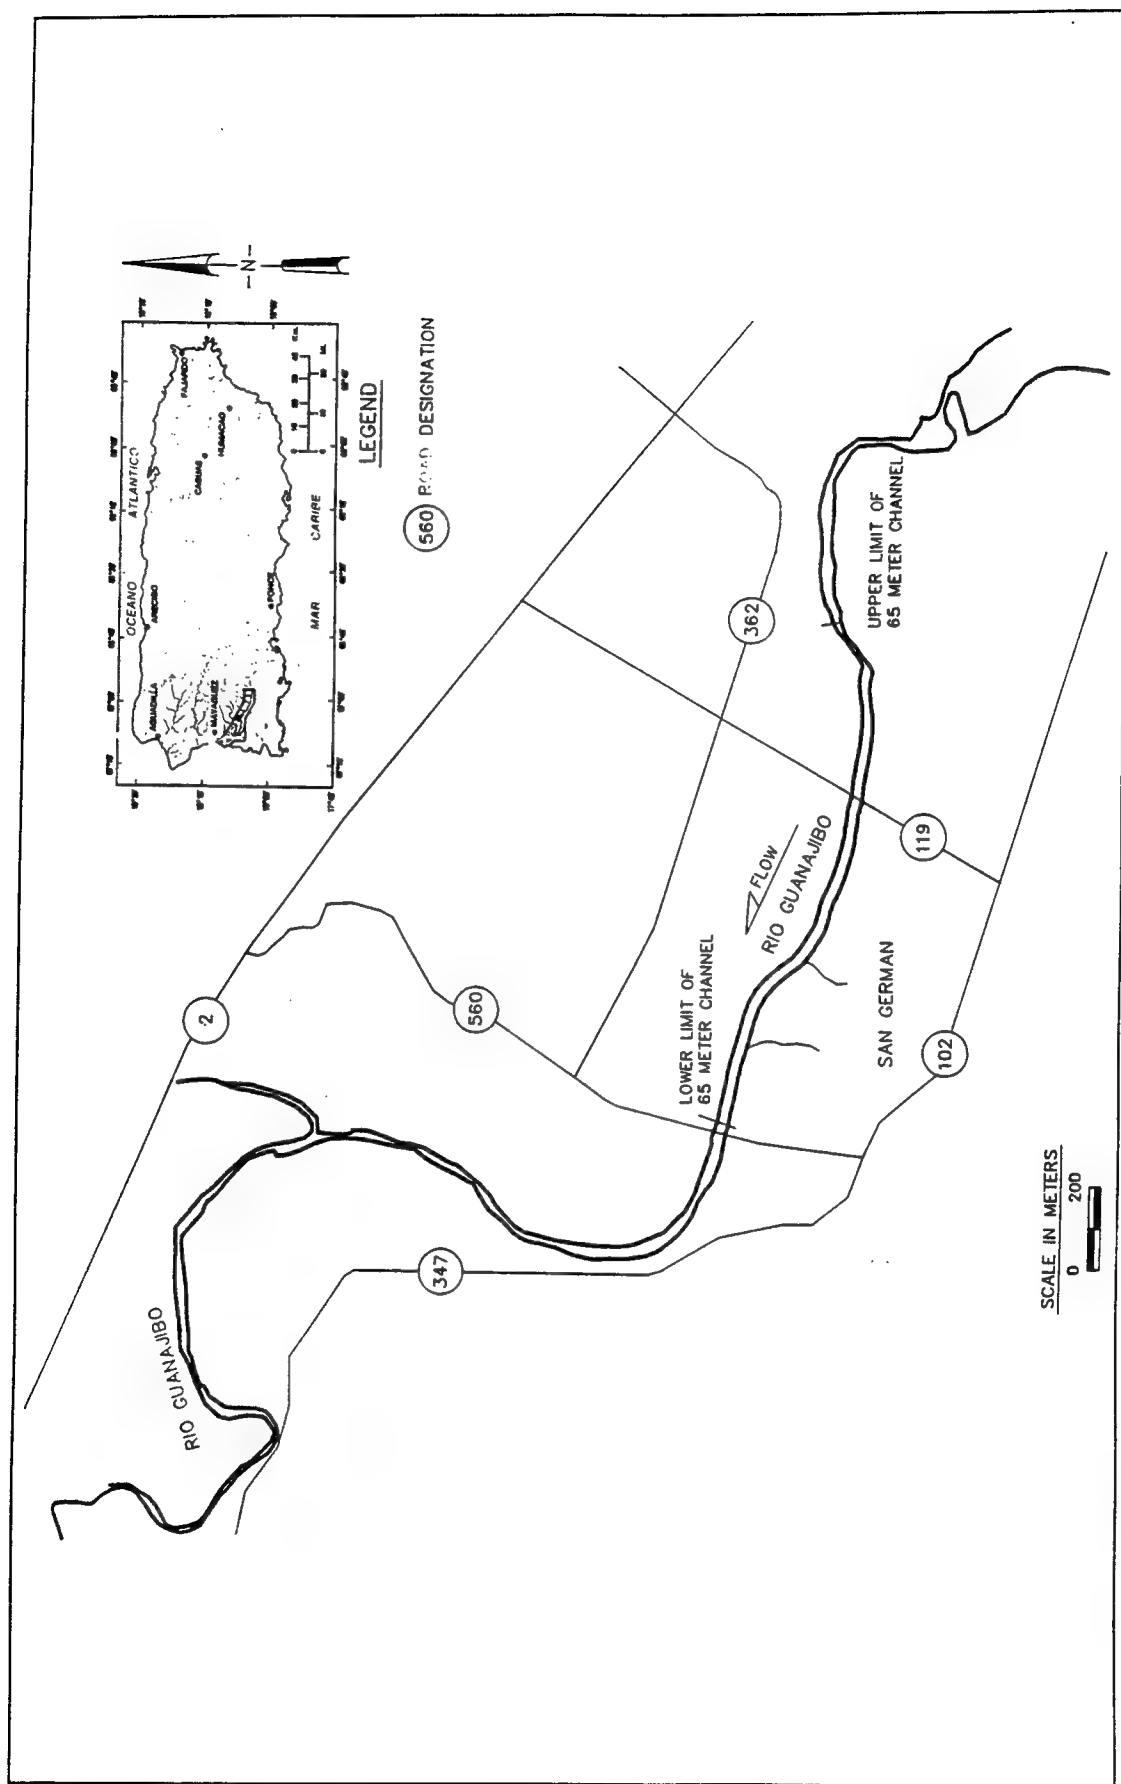 OCEANO ATLANTICO
AGUADILLA
ARECIBO
FAJARDO
MAYAGUEZ
CAGUAS
HUMACAO
PONCE
MAR CARIBE
-N-
LEGEND
560 ROAD DESIGNATION
2
RIO GUANAJIBO
560
362
347
LOWER LIMIT OF
65 METER CHANNEL
FLOW
RIO GUANAJIBO
UPPER LIMIT OF
65 METER CHANNEL
119
SAN GERMAN
102
SCALE IN METERS
0 200